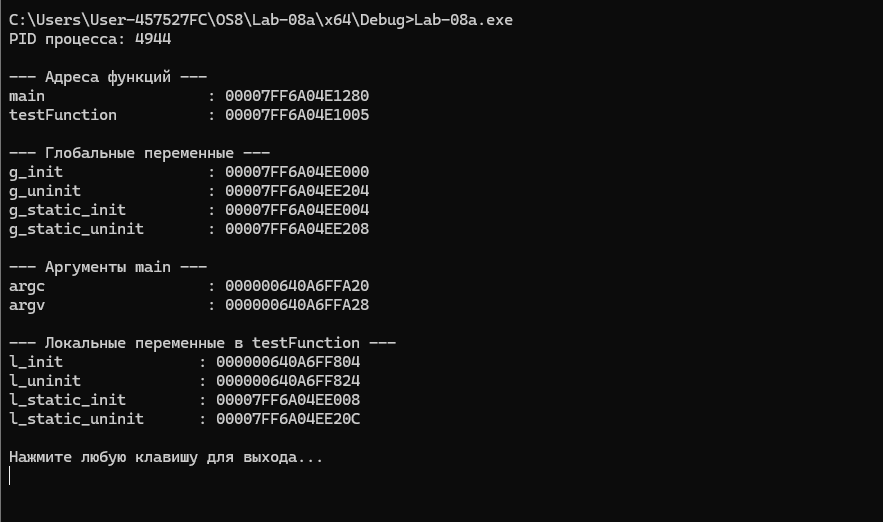 C:\Users\User-457527FC\OS8\Lab-08a\x64\Debug>Lab-08a.exe
PID процесса: 4944
--- Адреса функций ---
main                  : 00007FF6A04E1280
testFunction          : 00007FF6A04E1005
--- Глобальные переменные ---
g_init                : 00007FF6A04EE000
g_uninit              : 00007FF6A04EE204
g_static_init         : 00007FF6A04EE004
g_static_uninit       : 00007FF6A04EE208
--- Аргументы main ---
argc                  : 000000640A6FFA20
argv                  : 000000640A6FFA28
--- Локальные переменные в testFunction ---
l_init               : 000000640A6FF804
l_uninit             : 000000640A6FF824
l_static_init        : 00007FF6A04EE008
l_static_uninit      : 00007FF6A04EE20C
Нажмите любую клавишу для выхода...